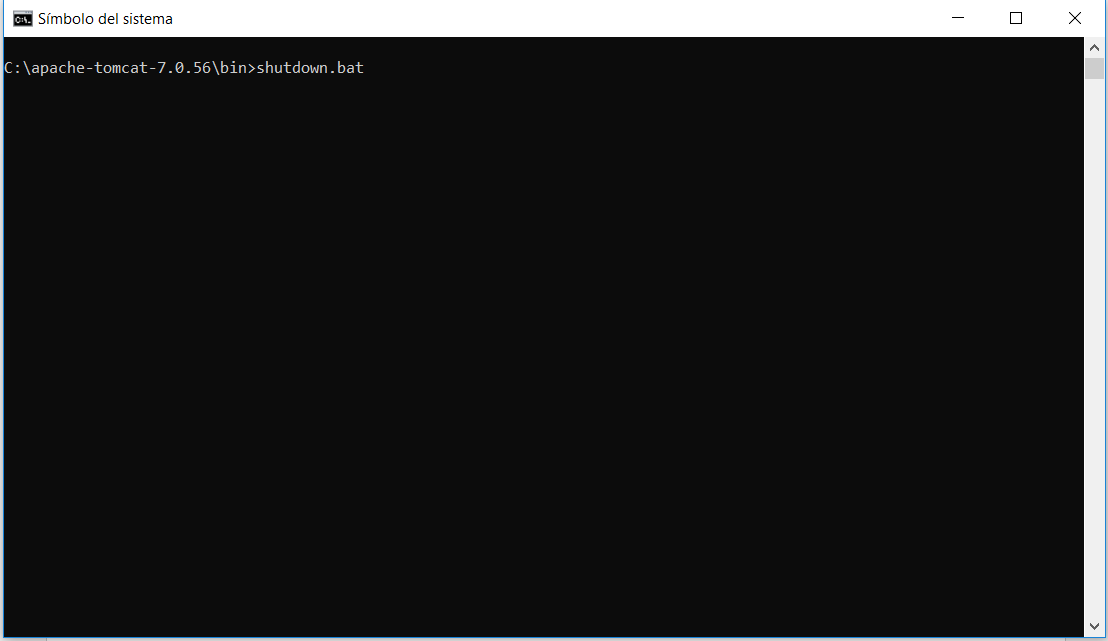 Símbolo del sistema
C:\apache-tomcat-7.0.56\bin>shutdown.bat